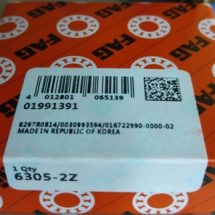 FAG
FAG
FAG
4 012801 065139
01991391
8297R0814/0030993594/016722990-0000-02
MADE IN REPUBLIC OF KOREA
1 Qty
6305-2Z